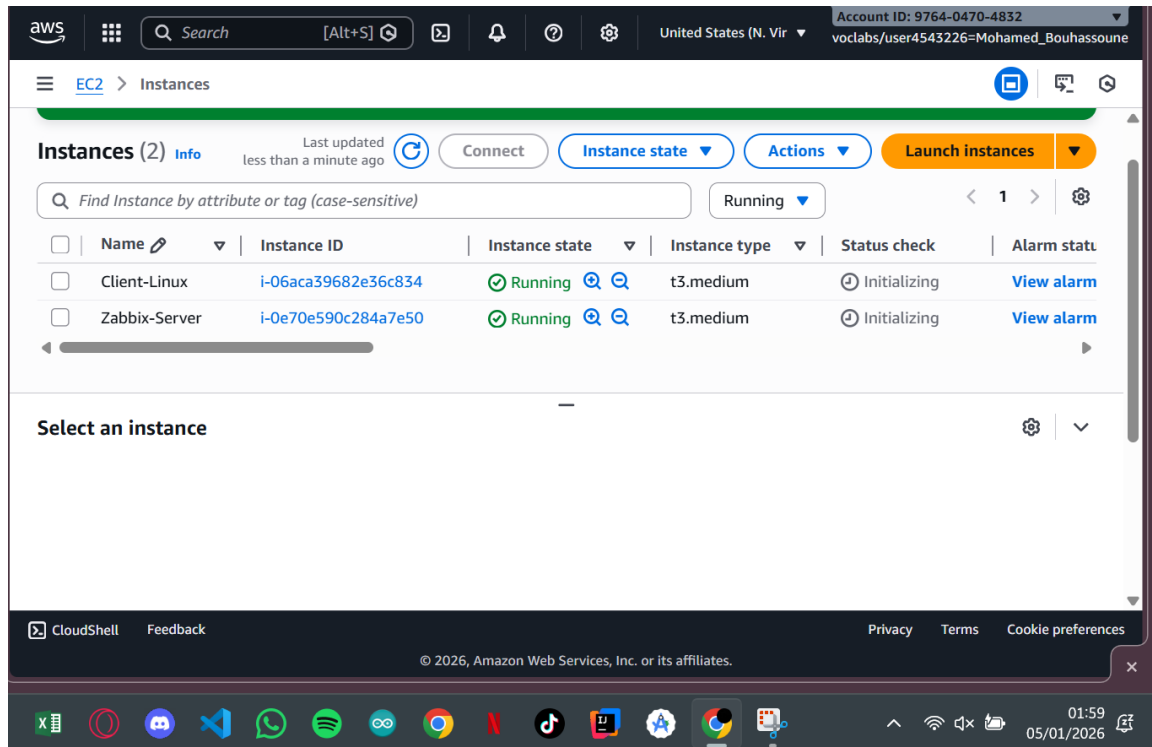 aws
Search [Alt+S]
United States (N. Vir
Account ID: 9764-0470-4832
voclabs/user4543226=Mohamed_Bouhassoune
EC2 > Instances
Instances (2) Info
Last updated
less than a minute ago
Connect
Instance state
Actions
Launch instances
Find Instance by attribute or tag (case-sensitive)
Running
1
Name Instance ID Instance state Instance type Status check Alarm statu
Client-Linux i-06aca39682e36c834 Running t3.medium Initializing View alarm
Zabbix-Server i-0e70e590c284a7e50 Running t3.medium Initializing View alarm
Select an instance
CloudShell Feedback Privacy Terms Cookie preferences
© 2026, Amazon Web Services, Inc. or its affiliates.
01:59
05/01/2026